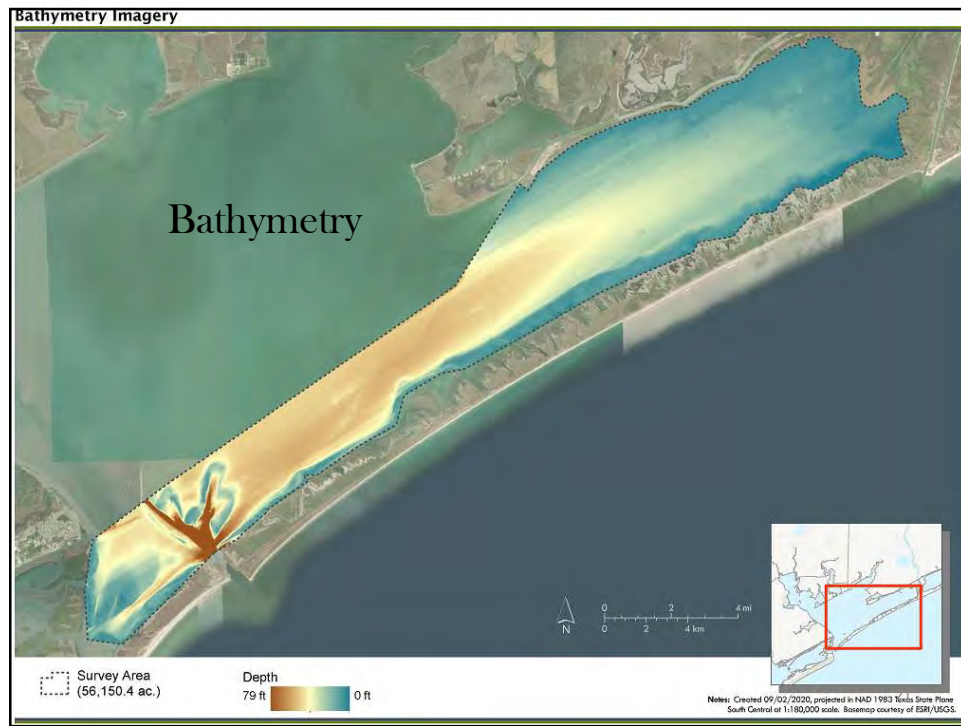 Bathymetry Imagery
Bathymetry
N
0 2 4 mi
0 2 4 km
Survey Area
(56,150.4 ac.)
Depth
79 ft 0 ft
Notes: Created 09/02/2020, projected in NAD 1983 Texas State Plane
South Central at 1:180,000 scale. Basemap courtesy of ESRI/USGS.